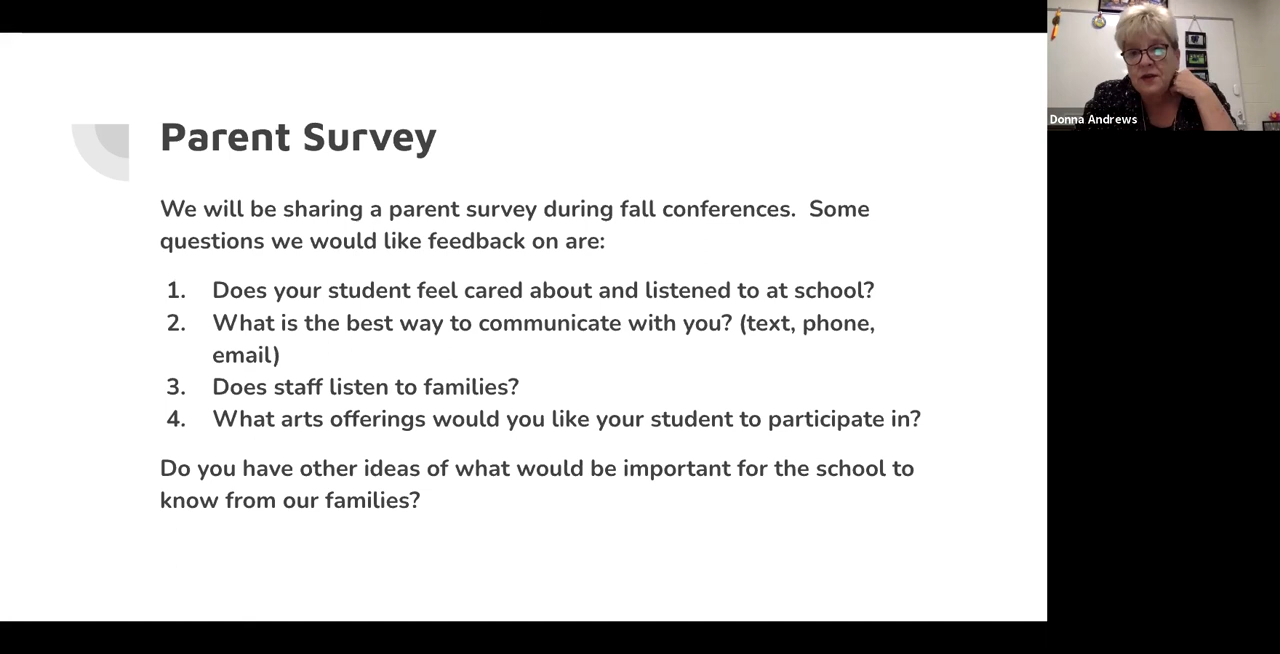 Parent Survey
We will be sharing a parent survey during fall conferences.  Some
questions we would like feedback on are:
1. Does your student feel cared about and listened to at school?
2. What is the best way to communicate with you? (text, phone,
email)
3. Does staff listen to families?
4. What arts offerings would you like your student to participate in?
Do you have other ideas of what would be important for the school to
know from our families?
Donna Andrews